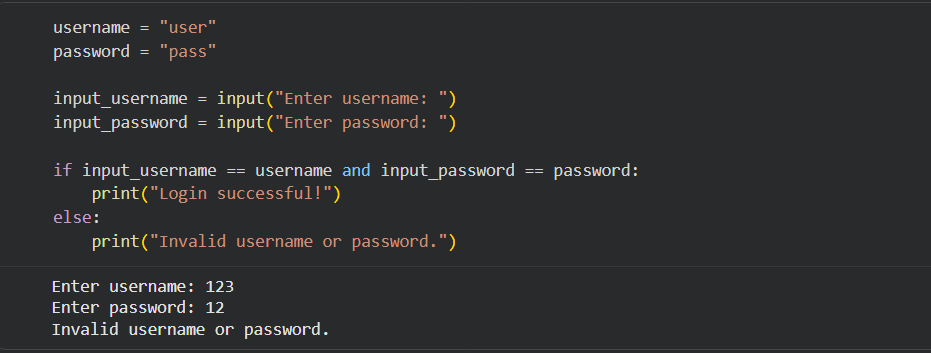 username = "user"
password = "pass"
input_username = input("Enter username: ")
input_password = input("Enter password: ")
if input_username == username and input_password == password:
    print("Login successful!")
else:
    print("Invalid username or password.")
Enter username: 123
Enter password: 12
Invalid username or password.